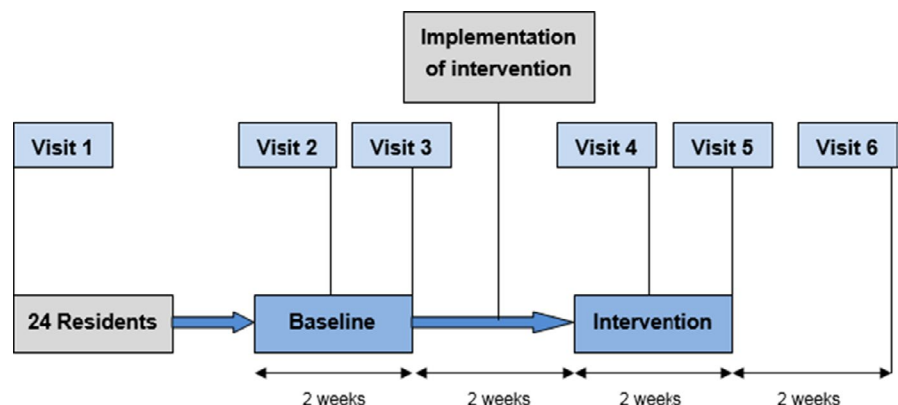 Implementation
of intervention
Visit 1
Visit 2
Visit 3
Visit 4
Visit 5
Visit 6
24 Residents
Baseline
Intervention
2 weeks
2 weeks
2 weeks
2 weeks